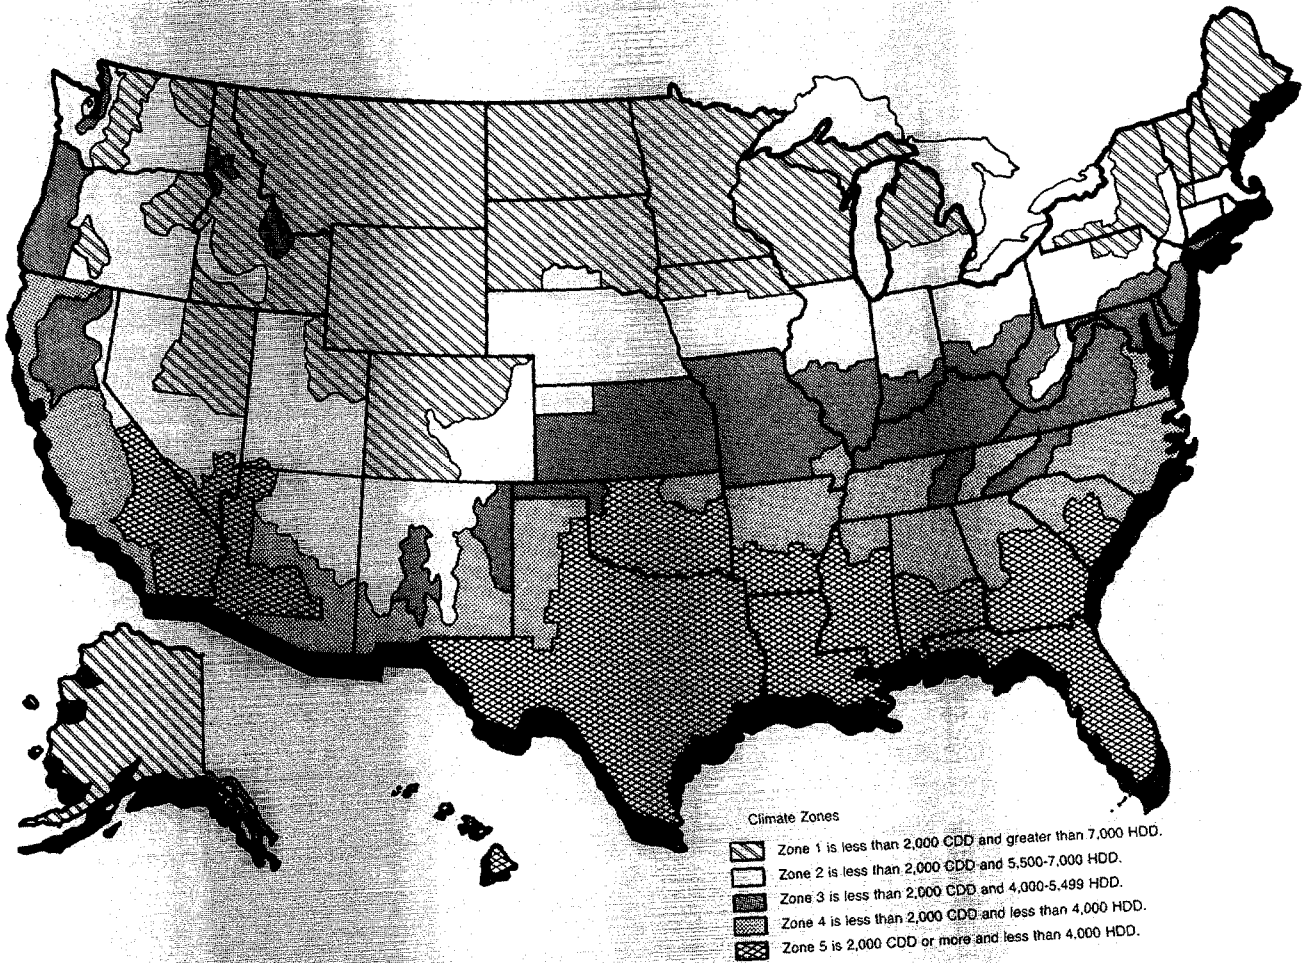 Climate Zones
Zone 1 is less than 2,000 CDD and greater than 7,000 HDD.
Zone 2 is less than 2,000 CDD and 5,500-7,000 HDD.
Zone 3 is less than 2,000 CDD and 4,000-5,499 HDD.
Zone 4 is less than 2,000 CDD and less than 4,000 HDD.
Zone 5 is 2,000 CDD or more and less than 4,000 HDD.